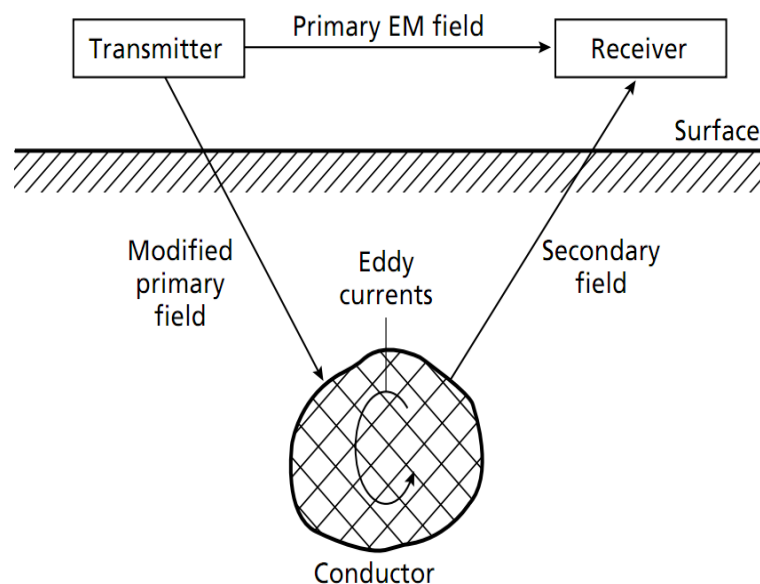 Primary EM field
Transmitter
Receiver
Surface
Modified
primary
field
Eddy
currents
Secondary
field
Conductor